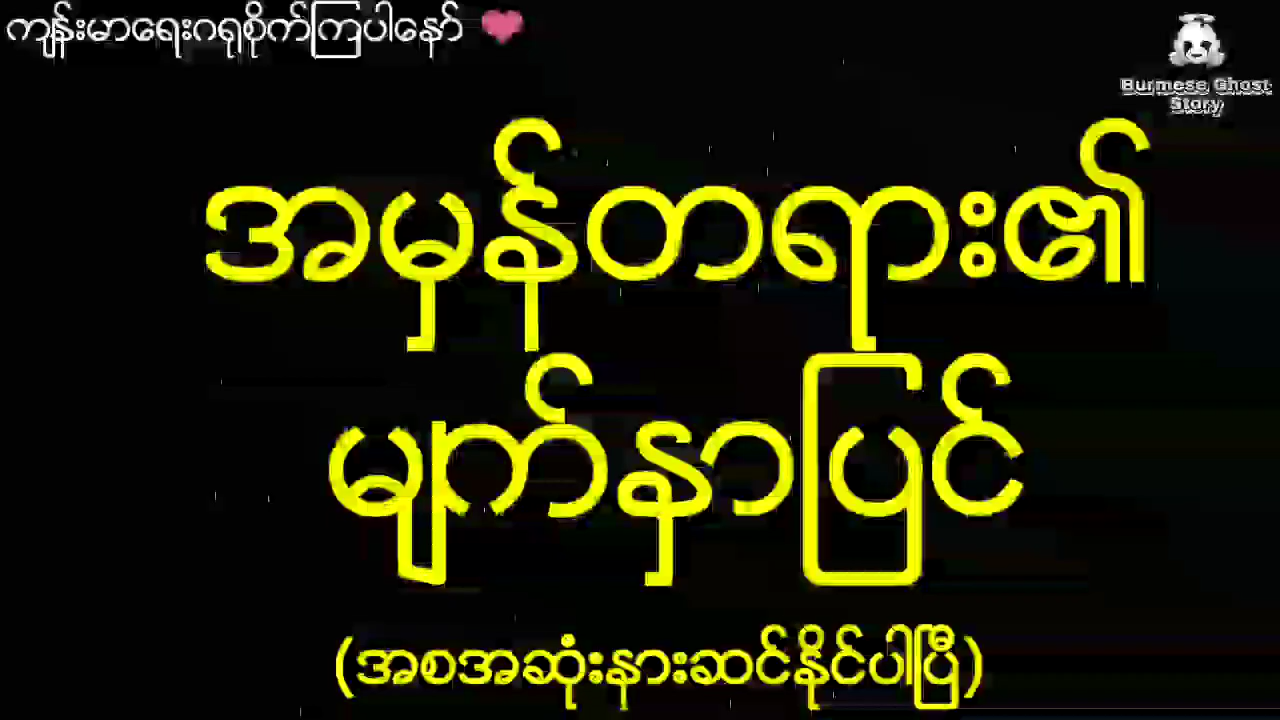 ကျန်းမာရေးဂရုစိုက်ကြပါနော် ❤
Burmese Ghost
Story
အမှန်တရား၏
မျက်နှာပြင်
(အစအဆုံးနားဆင်နိုင်ပါပြီ)